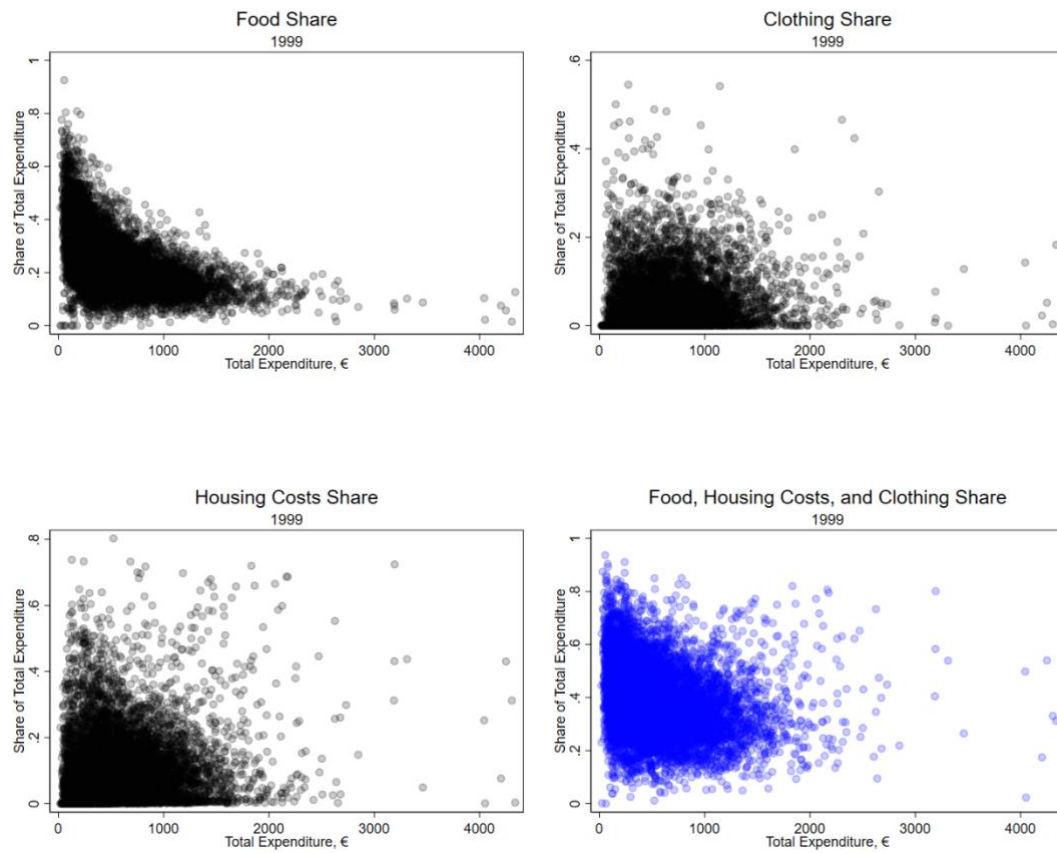 Food Share
1999
Share of Total Expenditure
1
.8
.6
.4
.2
0
0 1000 2000 3000 4000
Total Expenditure, €
Clothing Share
1999
Share of Total Expenditure
.6
.4
.2
0
0 1000 2000 3000 4000
Total Expenditure, €
Housing Costs Share
1999
Share of Total Expenditure
.8
.6
.4
.2
0
0 1000 2000 3000 4000
Total Expenditure, €
Food, Housing Costs, and Clothing Share
1999
Share of Total Expenditure
1
.8
.6
.4
.2
0
0 1000 2000 3000 4000
Total Expenditure, €